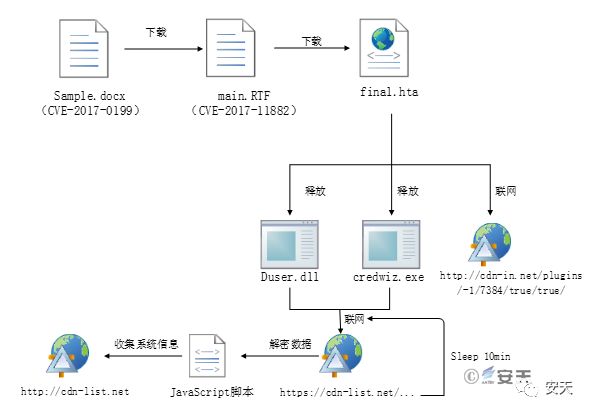 下载
下载
Sample.docx
(CVE-2017-0199)
main.RTF
(CVE-2017-11882)
final.hta
释放
释放
联网
Duser.dll
credwiz.exe
http://cdn-in.net/plugins
/-1/7384/true/true/
联网
收集系统信息
解密数据
Sleep 10min
http://cdn-list.net
JavaScript脚本
https://cdn-list/...
© ANTIY 安天
安天